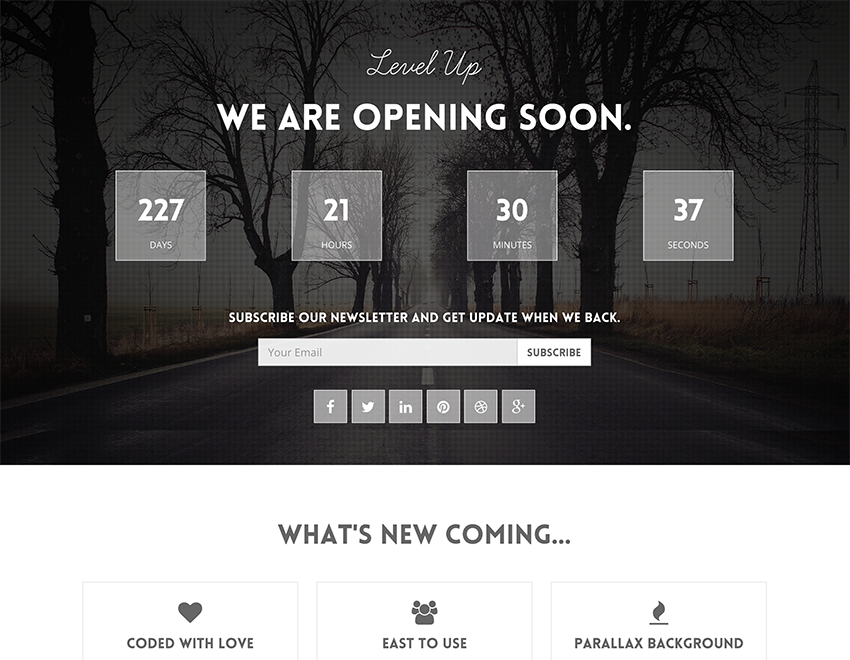 Level Up
WE ARE OPENING SOON.
227 21 30 37
DAYS HOURS MINUTES SECONDS
SUBSCRIBE OUR NEWSLETTER AND GET UPDATE WHEN WE BACK.
Your Email SUBSCRIBE
WHAT'S NEW COMING...
CODED WITH LOVE EAST TO USE PARALLAX BACKGROUND